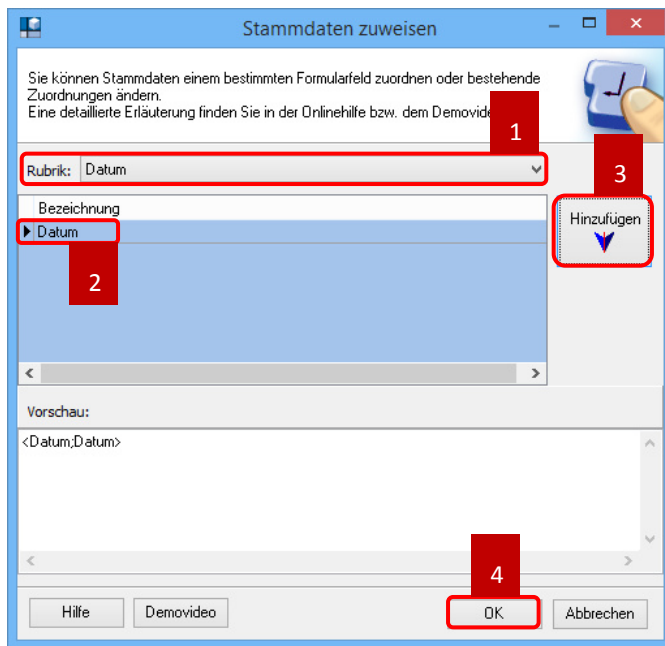 Stammdaten zuweisen
Sie können Stammdaten einem bestimmten Formularfeld zuordnen oder bestehende
Zuordnungen ändern.
Eine detaillierte Erläuterung finden Sie in der Onlinehilfe bzw. dem
1
Rubrik: Datum
3
Bezeichnung
Hinzufügen
Datum
2
Vorschau:
<Datum;Datum>
4
Hilfe Demovideo OK Abbrechen